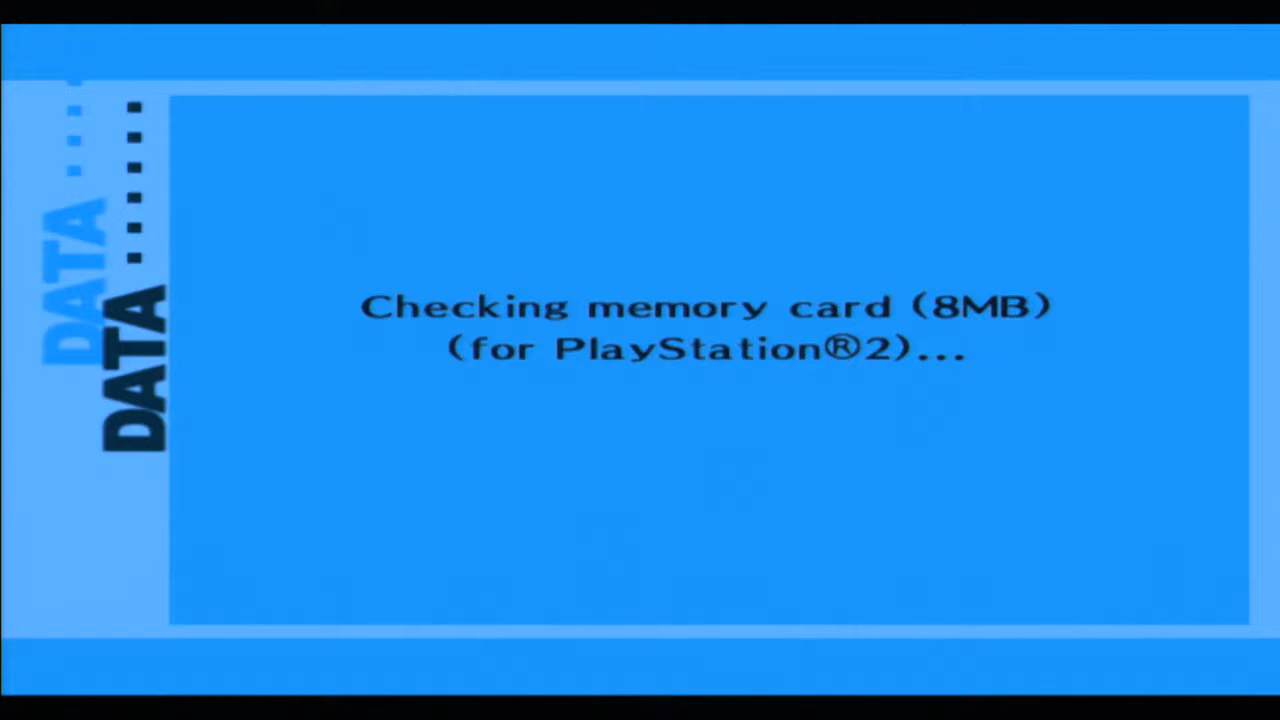 DATA......
DATA....
Checking memory card (8MB)
(for PlayStation®2)...